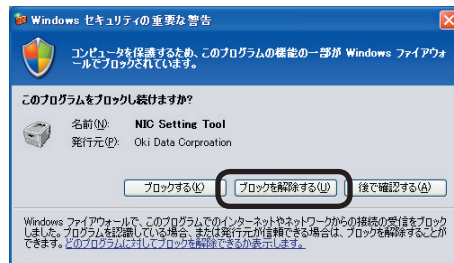 Windows セキュリティの重要な警告
コンピュータを保護するため、このプログラムの機能の一部が Windows ファイアウォ
ールでブロックされています。
このプログラムをブロックし続けますか?
名前(N): NIC Setting Tool
発行元(P): Oki Data Corproation
ブロックする(K) ブロックを解除する(U) 後で確認する(A)
Windows ファイアウォールで、このプログラムでのインターネットやネットワークからの接続の受信をブロック
しました。プログラムを認識している場合、または発行元が信頼できる場合は、ブロックを解除することが
できます。どのプログラムに対してブロックを解除できるか表示します。